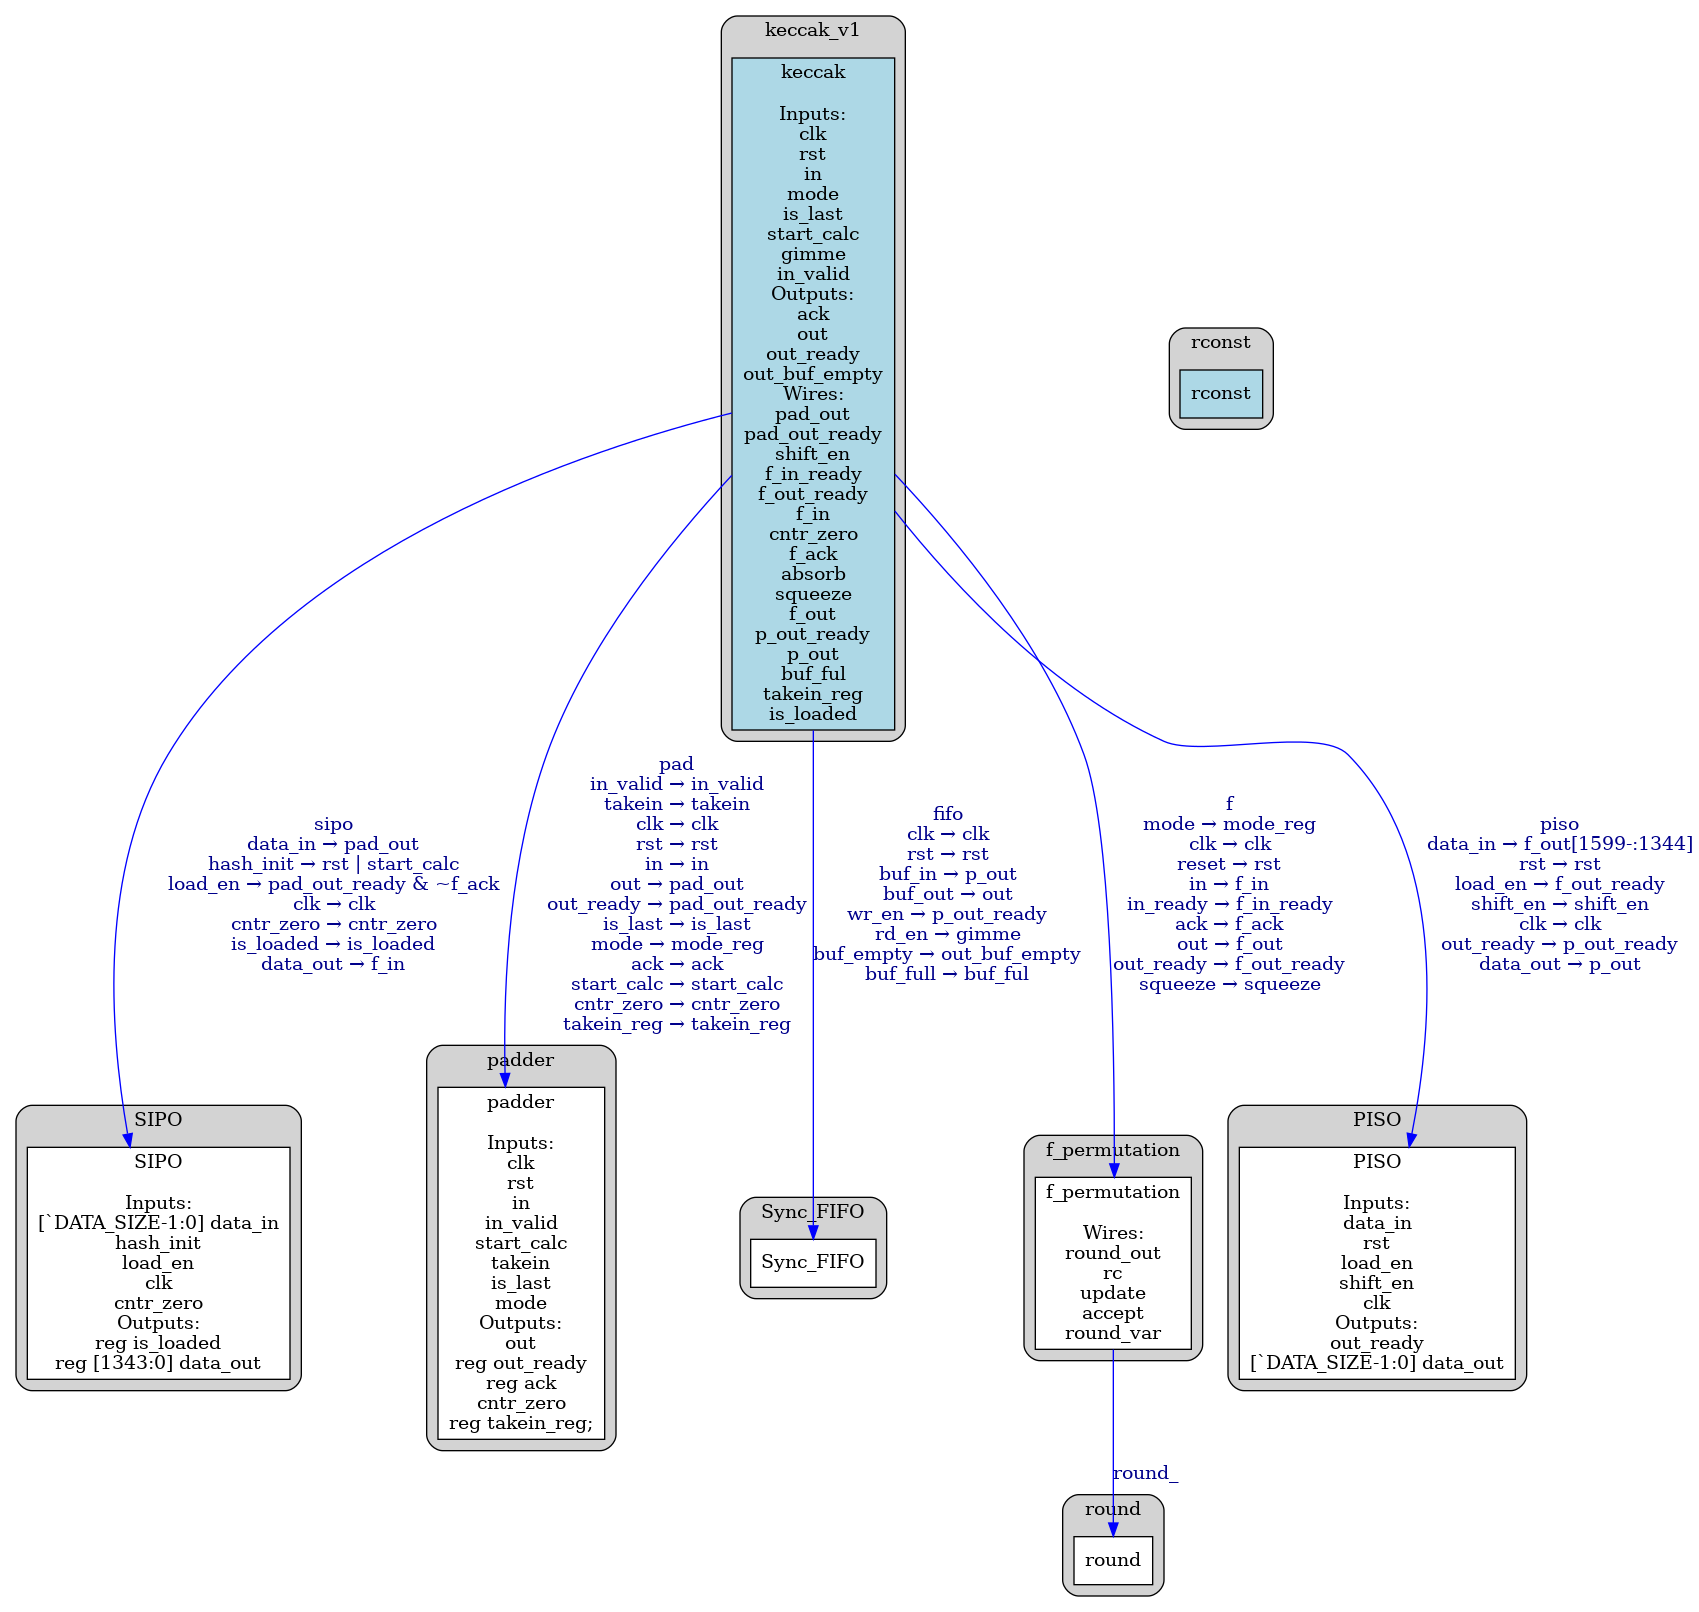 keccak_v1
keccak
Inputs:
clk
rst
in
mode
is_last
start_calc
gimme
in_valid
Outputs:
ack
out
out_ready
out_buf_empty
Wires:
pad_out
pad_out_ready
shift_en
f_in_ready
f_out_ready
f_in
cntr_zero
f_ack
absorb
squeeze
f_out
p_out_ready
p_out
buf_ful
takein_reg
is_loaded
rconst
rconst
sipo
data_in → pad_out
hash_init → rst | start_calc
load_en → pad_out_ready & ~f_ack
clk → clk
cntr_zero → cntr_zero
is_loaded → is_loaded
data_out → f_in
pad
in_valid → in_valid
takein → takein
clk → clk
rst → rst
in → in
out → pad_out
out_ready → pad_out_ready
is_last → is_last
mode → mode_reg
ack → ack
start_calc → start_calc
cntr_zero → cntr_zero
takein_reg → takein_reg
fifo
clk → clk
rst → rst
buf_in → p_out
buf_out → out
wr_en → p_out_ready
rd_en → gimme
buf_empty → out_buf_empty
buf_full → buf_ful
f
mode → mode_reg
clk → clk
reset → rst
in → f_in
in_ready → f_in_ready
ack → f_ack
out → f_out
out_ready → f_out_ready
squeeze → squeeze
piso
data_in → f_out[1599-:1344]
rst → rst
load_en → f_out_ready
shift_en → shift_en
clk → clk
out_ready → p_out_ready
data_out → p_out
SIPO
SIPO
Inputs:
[`DATA_SIZE-1:0] data_in
hash_init
load_en
clk
cntr_zero
Outputs:
reg is_loaded
reg [1343:0] data_out
padder
padder
Inputs:
clk
rst
in
in_valid
start_calc
takein
is_last
mode
Outputs:
out
reg out_ready
reg ack
cntr_zero
reg takein_reg;
Sync_FIFO
Sync_FIFO
f_permutation
f_permutation
Wires:
round_out
rc
update
accept
round_var
PISO
PISO
Inputs:
data_in
rst
load_en
shift_en
clk
Outputs:
out_ready
[`DATA_SIZE-1:0] data_out
round_
round
round